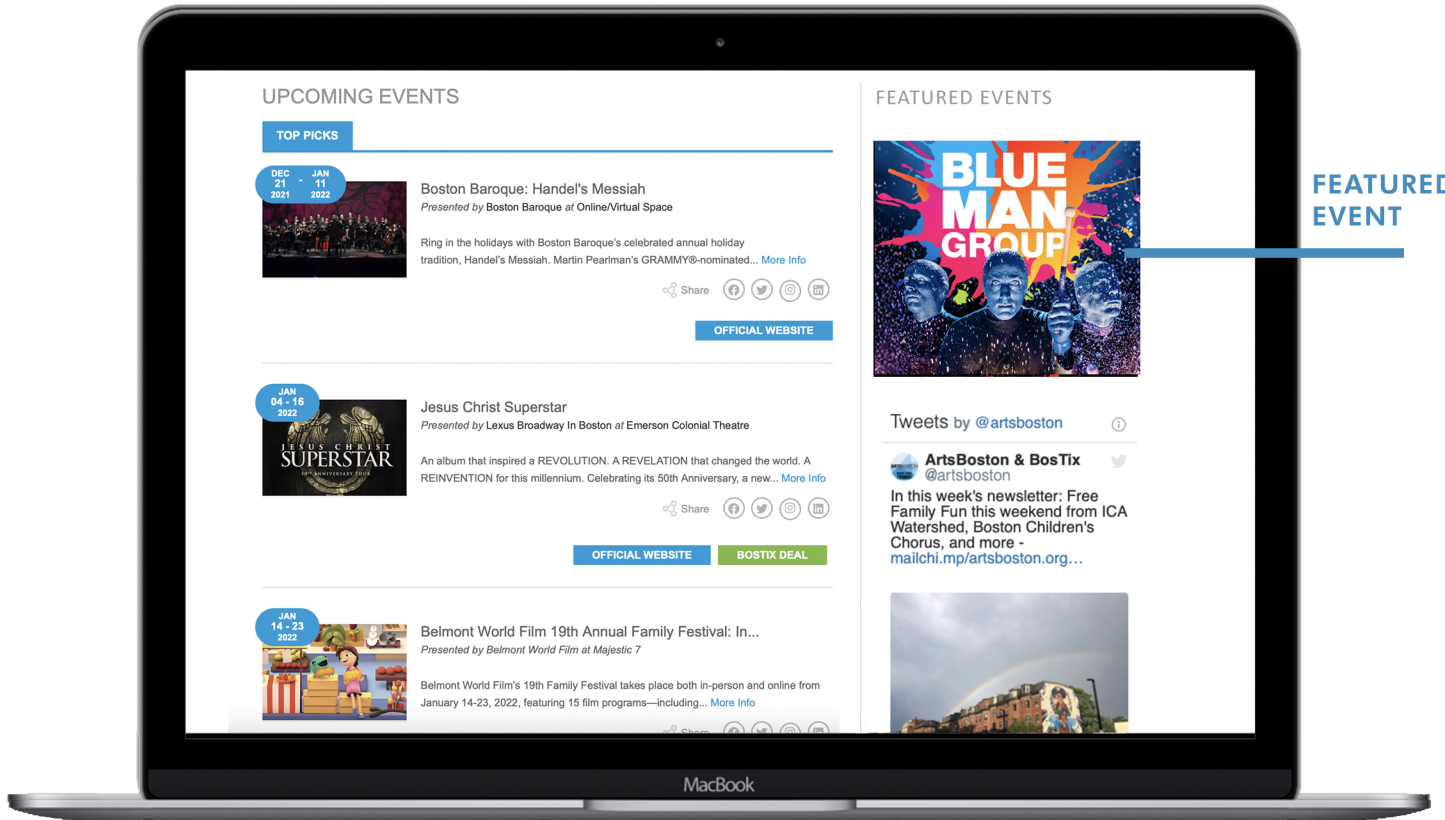 UPCOMING EVENTS
TOP PICKS
DEC
21
2021
-
JAN
11
2022
Boston Baroque: Handel's Messiah
Presented by Boston Baroque at Online/Virtual Space
Ring in the holidays with Boston Baroque's celebrated annual holiday
tradition, Handel's Messiah. Martin Pearlman's GRAMMY®-nominated... More Info
Share
OFFICIAL WEBSITE
JAN
04 - 16
2022
JESUS CHRIST
SUPERSTAR
50TH ANNIVERSARY TOUR
Jesus Christ Superstar
Presented by Lexus Broadway In Boston at Emerson Colonial Theatre
An album that inspired a REVOLUTION. A REVELATION that changed the world. A
REINVENTION for this millennium. Celebrating its 50th Anniversary, a new... More Info
Share
OFFICIAL WEBSITE
BOSTIX DEAL
JAN
14 - 23
2022
Belmont World Film 19th Annual Family Festival: In...
Presented by Belmont World Film at Majestic 7
Belmont World Film's 19th Family Festival takes place both in-person and online from
January 14-23, 2022, featuring 15 film programs—including... More Info
Share
FEATURED EVENTS
BLUE
MAN
GROUP
Tweets by @artsboston
ArtsBoston & BosTix
@artsboston
In this week's newsletter: Free
Family Fun this weekend from ICA
Watershed, Boston Children's
Chorus, and more -
mailchi.mp/artsboston.org…
FEATURED
EVENT
MacBook